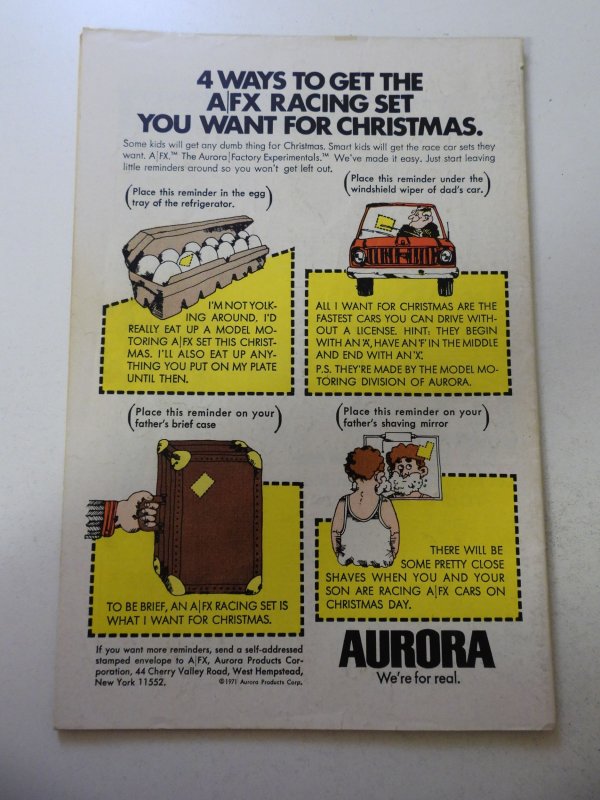 4 WAYS TO GET THE
A|FX RACING SET
YOU WANT FOR CHRISTMAS.
Some kids will get any dumb thing for Christmas. Smart kids will get the race car sets they
want. A|FX.™ The Aurora|Factory Experimentals.™ We've made it easy. Just start leaving
little reminders around so you won't get left out.
(Place this reminder in the egg
tray of the refrigerator.)
I'M NOT YOLK-
ING AROUND. I'D
REALLY EAT UP A MODEL MO-
TORING A|FX SET THIS CHRIST-
MAS. I'LL ALSO EAT UP ANY-
THING YOU PUT ON MY PLATE
UNTIL THEN.
(Place this reminder under the
windshield wiper of dad's car.)
ALL I WANT FOR CHRISTMAS ARE THE
FASTEST CARS YOU CAN DRIVE WITH-
OUT A LICENSE. HINT: THEY BEGIN
WITH AN 'A', HAVE AN 'F' IN THE MIDDLE
AND END WITH AN 'X'.
P.S. THEY'RE MADE BY THE MODEL MO-
TORING DIVISION OF AURORA.
(Place this reminder on your
father's brief case)
TO BE BRIEF, AN A|FX RACING SET IS
WHAT I WANT FOR CHRISTMAS.
(Place this reminder on your
father's shaving mirror)
THERE WILL BE
SOME PRETTY CLOSE
SHAVES WHEN YOU AND YOUR
SON ARE RACING A|FX CARS ON
CHRISTMAS DAY.
If you want more reminders, send a self-addressed
stamped envelope to A|FX, Aurora Products Cor-
poration, 44 Cherry Valley Road, West Hempstead,
New York 11552.
©1971 Aurora Products Corp.
AURORA
We're for real.